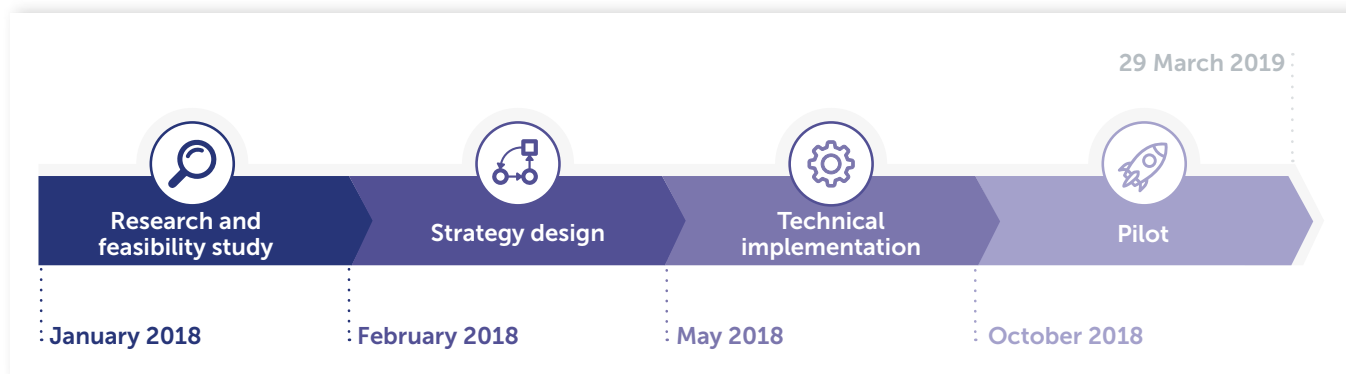 29 March 2019
Research and
feasibility study
Strategy design
Technical
implementation
Pilot
January 2018
February 2018
May 2018
October 2018